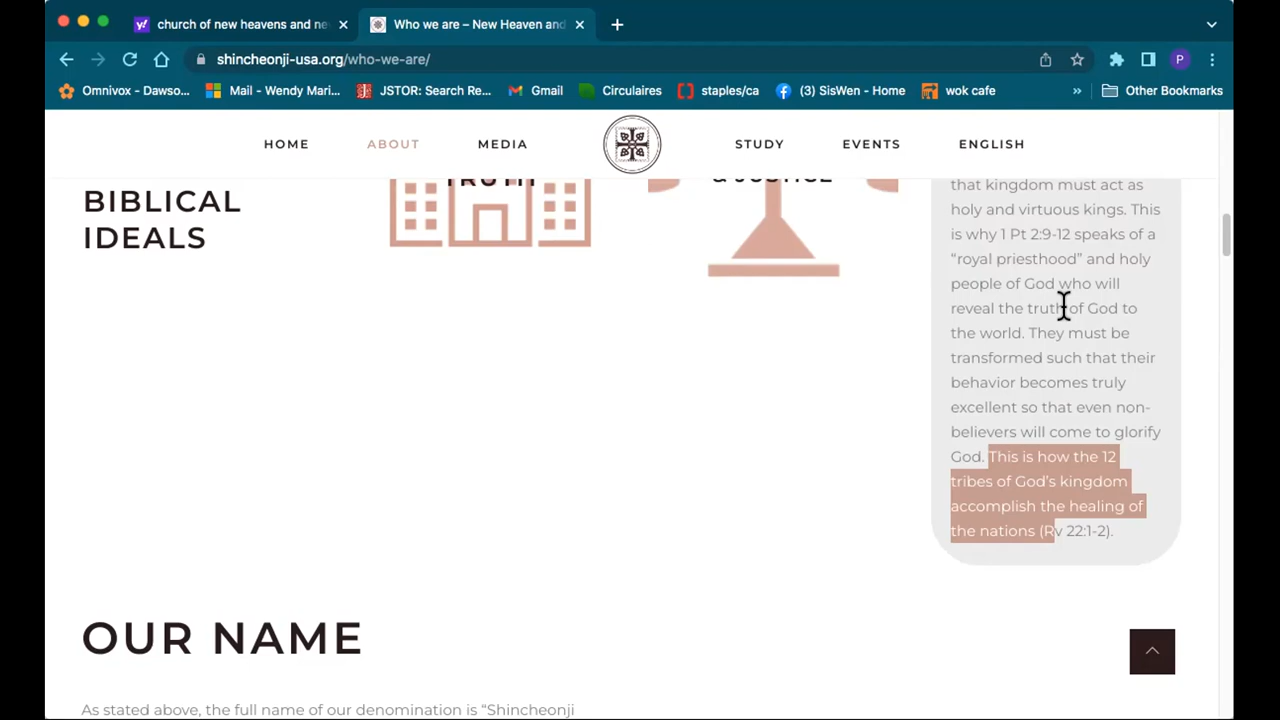 church of new heavens and ne
Who we are – New Heaven and
shincheonji-usa.org/who-we-are/
P
Omnivox – Dawso...
Mail – Wendy Mari...
JSTOR: Search Re...
Gmail
Circulaires
staples/ca
(3) SisWen - Home
wok cafe
»
Other Bookmarks
HOME
ABOUT
MEDIA
STUDY
EVENTS
ENGLISH
BIBLICAL
IDEALS
TRUTH
& JUSTICE
that kingdom must act as
holy and virtuous kings. This
is why 1 Pt 2:9-12 speaks of a
“royal priesthood” and holy
people of God who will
reveal the truth of God to
the world. They must be
transformed such that their
behavior becomes truly
excellent so that even non-
believers will come to glorify
God. This is how the 12
tribes of God’s kingdom
accomplish the healing of
the nations (Rv 22:1-2).
OUR NAME
As stated above, the full name of our denomination is “Shincheonji